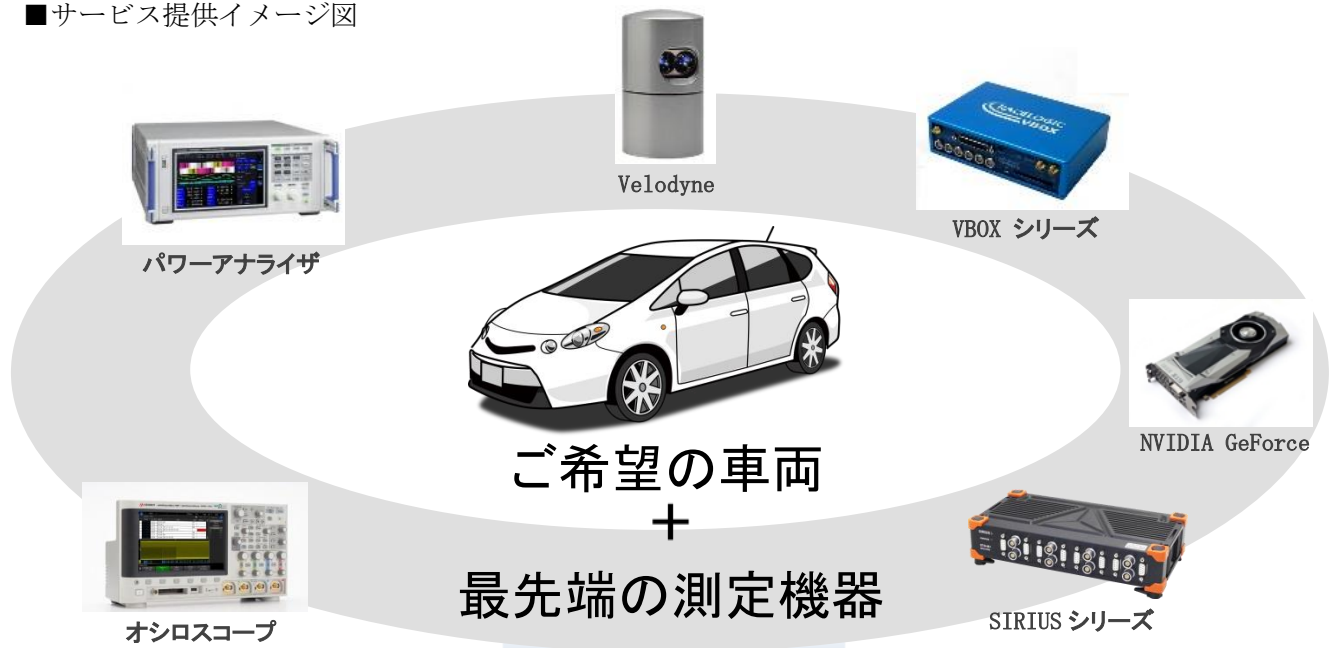 ■サービス提供イメージ図
Velodyne
RACELOGIC
VBOX
VBOX シリーズ
パワーアナライザ
NVIDIA GeForce
ご希望の車両
+
最先端の測定機器
SIRIUS シリーズ
オシロスコープ